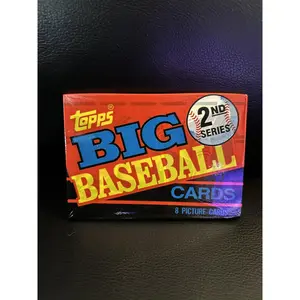 topps®
BIG
2ND
SERIES
BASEBALL
CARDS
8 PICTURE CARDS